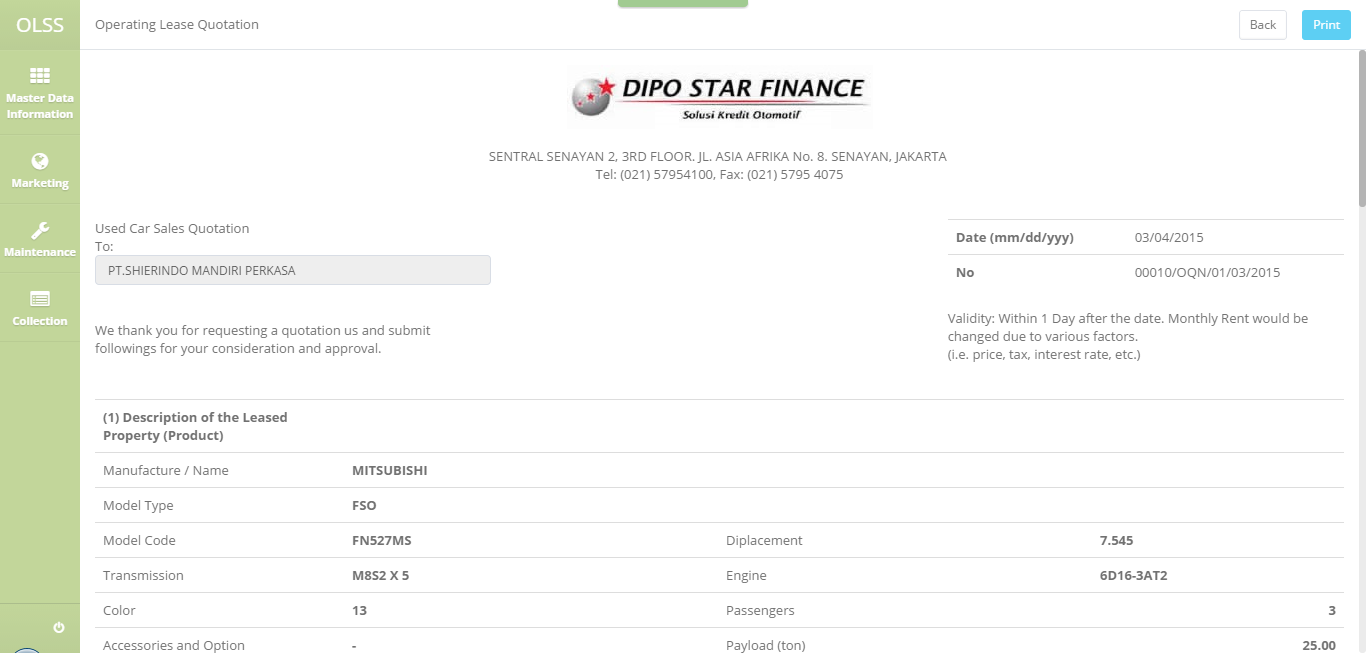 OLSS
Operating Lease Quotation
Back
Print
Master Data
Information
Marketing
Maintenance
Collection
DIPO STAR FINANCE
Solusi Kredit Otomotif
SENTRAL SENAYAN 2, 3RD FLOOR. JL. ASIA AFRIKA No. 8. SENAYAN, JAKARTA
Tel: (021) 57954100, Fax: (021) 5795 4075
Used Car Sales Quotation
To:
PT.SHIERINDO MANDIRI PERKASA
Date (mm/dd/yyy) 03/04/2015
No 00010/OQN/01/03/2015
We thank you for requesting a quotation us and submit
followings for your consideration and approval.
Validity: Within 1 Day after the date. Monthly Rent would be
changed due to various factors.
(i.e. price, tax, interest rate, etc.)
(1) Description of the Leased
Property (Product)
Manufacture / Name MITSUBISHI
Model Type FSO
Model Code FN527MS Diplacement 7.545
Transmission M8S2 X 5 Engine 6D16-3AT2
Color 13 Passengers 3
Accessories and Option - Payload (ton) 25.00